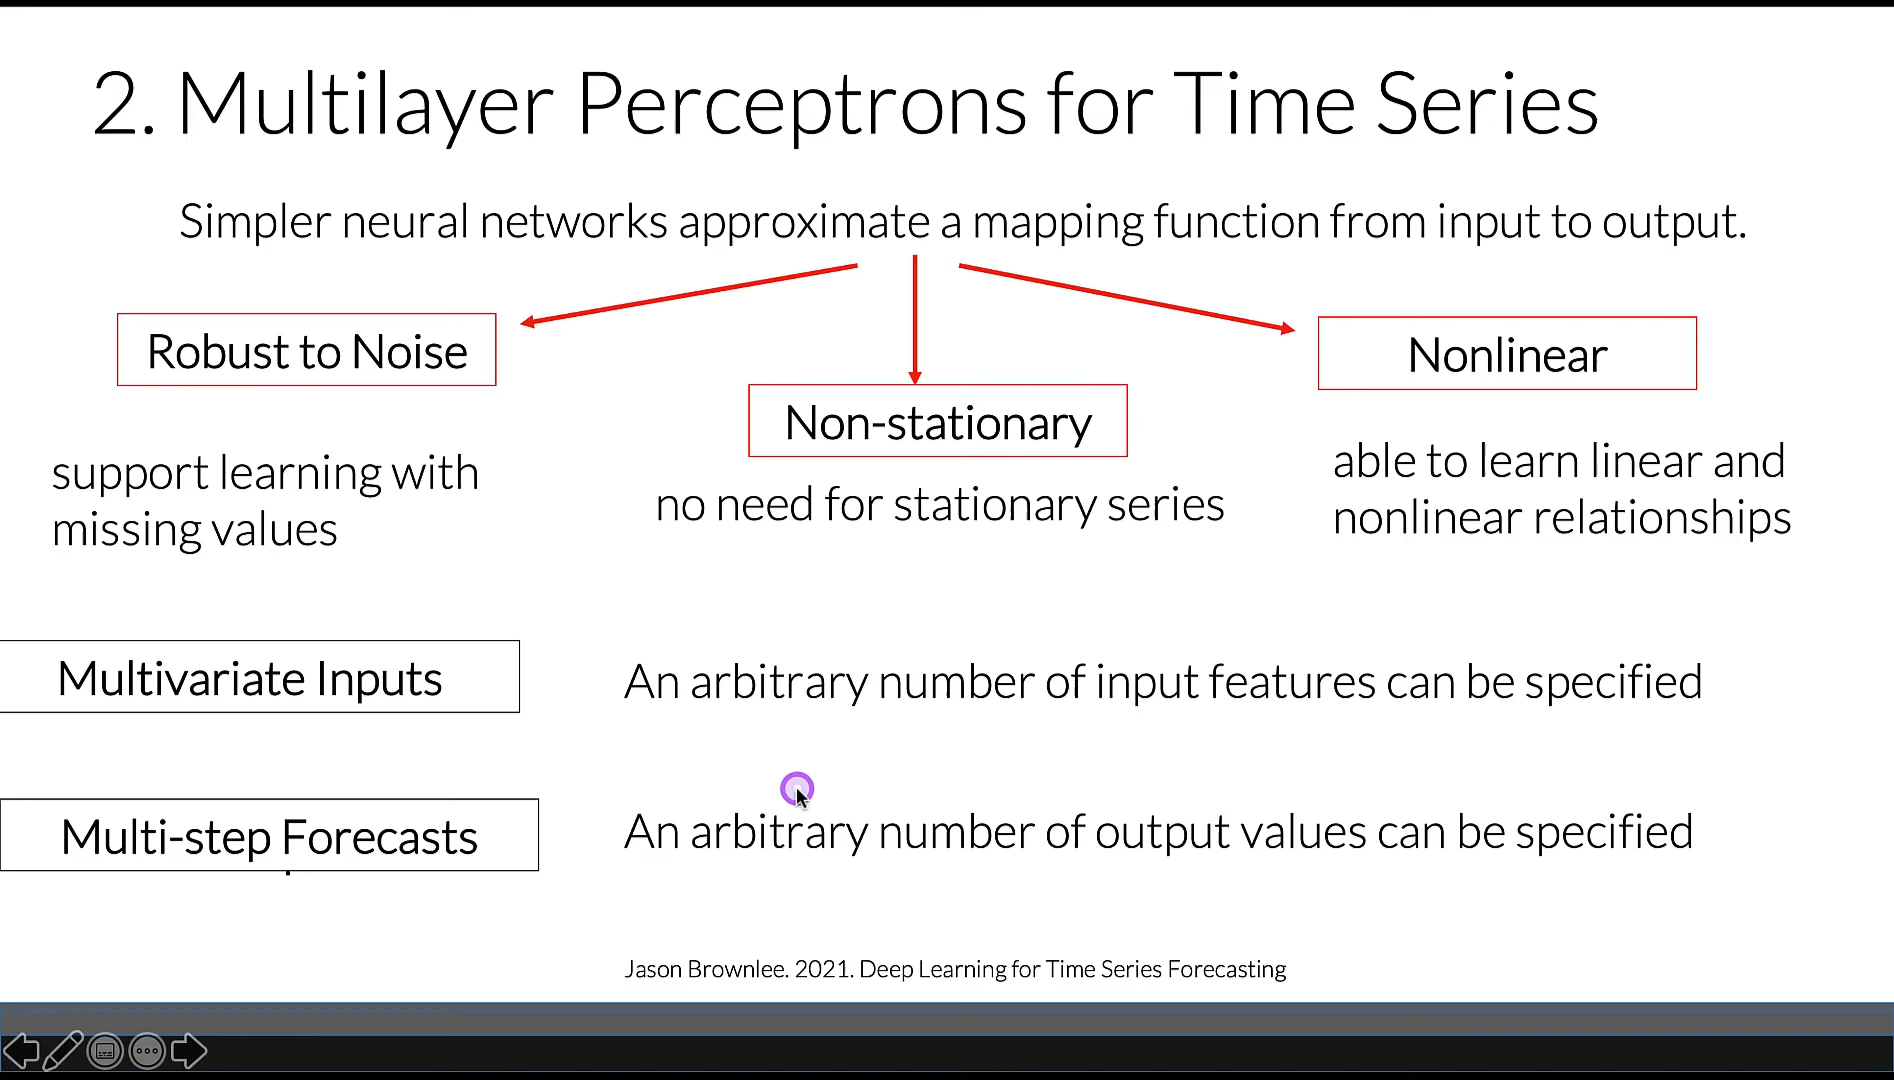 2. Multilayer Perceptrons for Time Series
Simpler neural networks approximate a mapping function from input to output.
Robust to Noise
support learning with
missing values
Non-stationary
no need for stationary series
Nonlinear
able to learn linear and
nonlinear relationships
Multivariate Inputs
An arbitrary number of input features can be specified
Multi-step Forecasts
An arbitrary number of output values can be specified
Jason Brownlee. 2021. Deep Learning for Time Series Forecasting